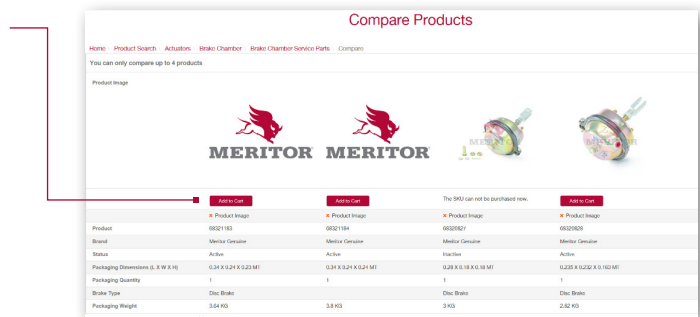 Compare Products
Home Product Search Actuators Brake Chamber Brake Chamber Service Parts Compare
You can only compare up to 4 products
Product Image
MERITOR MERITOR MERITOR MERITOR
Add to Cart Add to Cart The SKU can not be purchased now. Add to Cart
× Product Image × Product Image × Product Image × Product Image
Product 68321183 68321184 68320827 68320828
Brand Meritor Genuine Meritor Genuine Meritor Genuine Meritor Genuine
Status Active Active Inactive Active
Packaging Dimensions (L X W X H) 0.34 X 0.24 X 0.23 MT 0.34 X 0.24 X 0.24 MT 0.28 X 0.18 X 0.18 MT 0.235 X 0.232 X 0.163 MT
Packaging Quantity 1 1 1 1
Brake Type Disc Brake Disc Brake Disc Brake
Packaging Weight 3.64 KG 3.8 KG 3 KG 2.82 KG